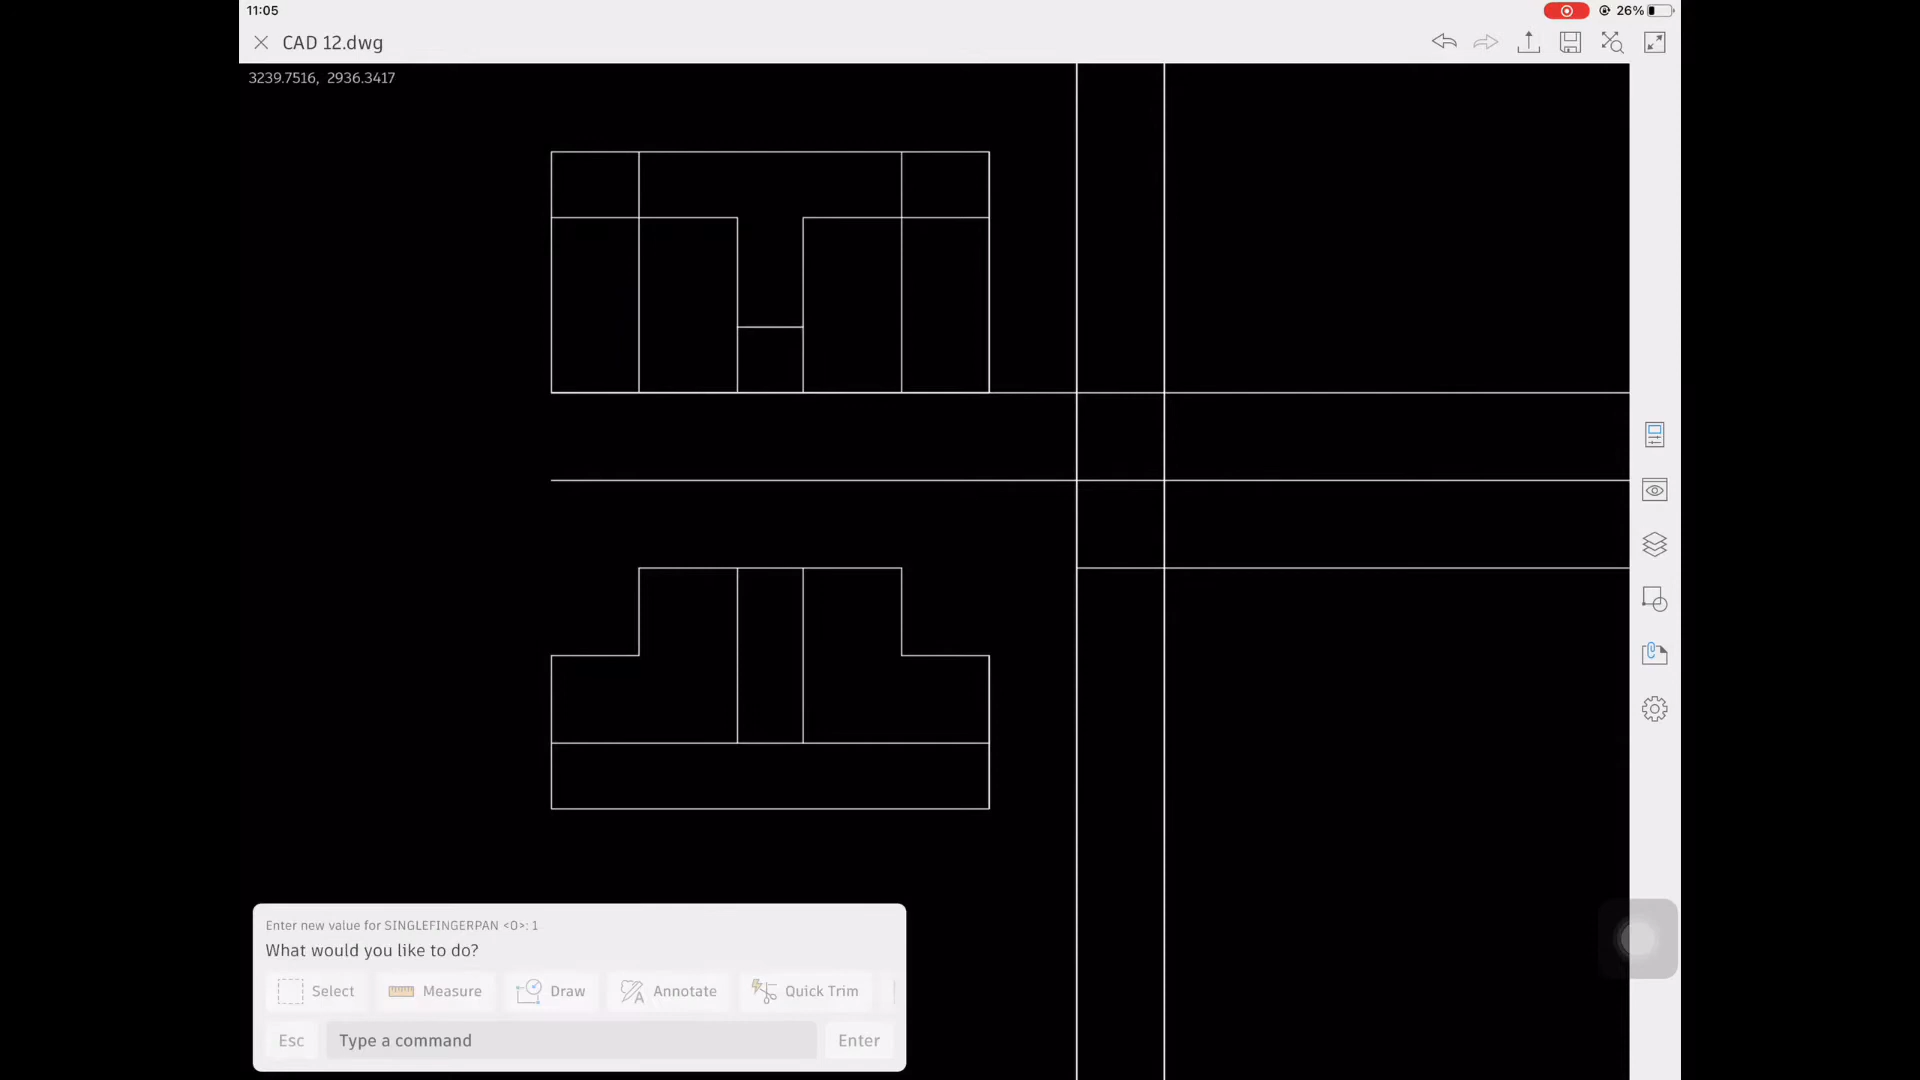 11:05
26%
CAD 12.dwg
3239.7516, 2936.3417
Enter new value for SINGLEFINGERPAN <0>: 1
What would you like to do?
Select Measure Draw Annotate Quick Trim
Esc Type a command Enter